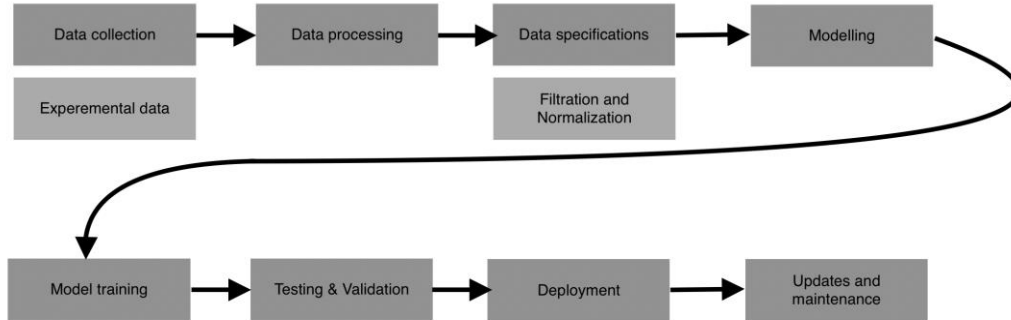 Data collection
Data processing
Data specifications
Modelling
Experemental data
Filtration and
Normalization
Model training
Testing & Validation
Deployment
Updates and
maintenance